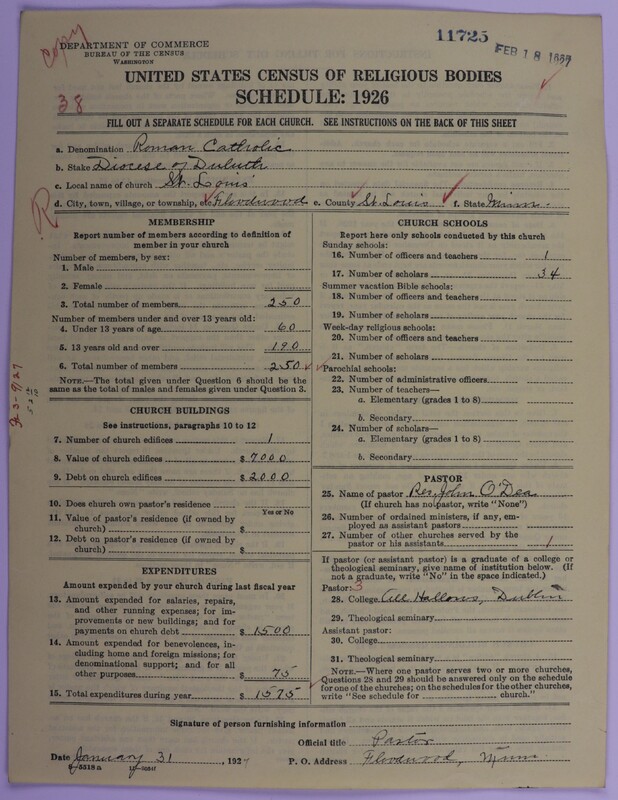 Copy
DEPARTMENT OF COMMERCE
BUREAU OF THE CENSUS
WASHINGTON
11725
FEB 18
UNITED STATES CENSUS OF RELIGIOUS BODIES
SCHEDULE: 1926
38
FILL OUT A SEPARATE SCHEDULE FOR EACH CHURCH. SEE INSTRUCTIONS ON THE BACK OF THIS SHEET
a. Denomination Roman Catholic
b. Stake Diocese of Duluth
c. Local name of church St. Louis'
d. City, town, village, or township, etc Floodwood e. County St. Louis f. State Minn.
R
MEMBERSHIP
Report number of members according to definition of
member in your church
Number of members, by sex:
1. Male
2. Female
3. Total number of members 250
Number of members under and over 13 years old:
4. Under 13 years of age 60
5. 13 years old and over 190
6. Total number of members 250
NOTE.—The total given under Question 6 should be the
same as the total of males and females given under Question 3.
CHURCH BUILDINGS
See instructions, paragraphs 10 to 12
7. Number of church edifices 1
8. Value of church edifices $ 7000
9. Debt on church edifices $ 2000
10. Does church own pastor's residence
Yes or No
11. Value of pastor's residence (if owned by
church) $
12. Debt on pastor's residence (if owned by
church) $
EXPENDITURES
Amount expended by your church during last fiscal year
13. Amount expended for salaries, repairs,
and other running expenses; for im-
provements or new buildings; and for
payments on church debt $ 1500
14. Amount expended for benevolences, in-
cluding home and foreign missions; for
denominational support; and for all
other purposes $ 75
15. Total expenditures during year $ 1575
CHURCH SCHOOLS
Report here only schools conducted by this church
Sunday schools:
16. Number of officers and teachers 1
17. Number of scholars 34
Summer vacation Bible schools:
18. Number of officers and teachers
19. Number of scholars
Week-day religious schools:
20. Number of officers and teachers
21. Number of scholars
Parochial schools:
22. Number of administrative officers
23. Number of teachers—
a. Elementary (grades 1 to 8)
b. Secondary
24. Number of scholars—
a. Elementary (grades 1 to 8)
b. Secondary
PASTOR
25. Name of pastor Rev. John O'Dea
(If church has no pastor, write "None")
26. Number of ordained ministers, if any, em-
ployed as assistant pastors
27. Number of other churches served by the
pastor or his assistants 1
If pastor (or assistant pastor) is a graduate of a college or
theological seminary, give name of institution below. (If
not a graduate, write "No" in the space indicated.)
Pastor: 3
28. College All Hallows, Dublin
29. Theological seminary
Assistant pastor:
30. College
31. Theological seminary
NOTE.—Where one pastor serves two or more churches,
Questions 28 and 29 should be answered only on the schedule
for one of the churches; on the schedules for the other churches,
write "See schedule for church."
Signature of person furnishing information
Official title Pastor
Date January 31, 1927 P. O. Address Floodwood, Minn